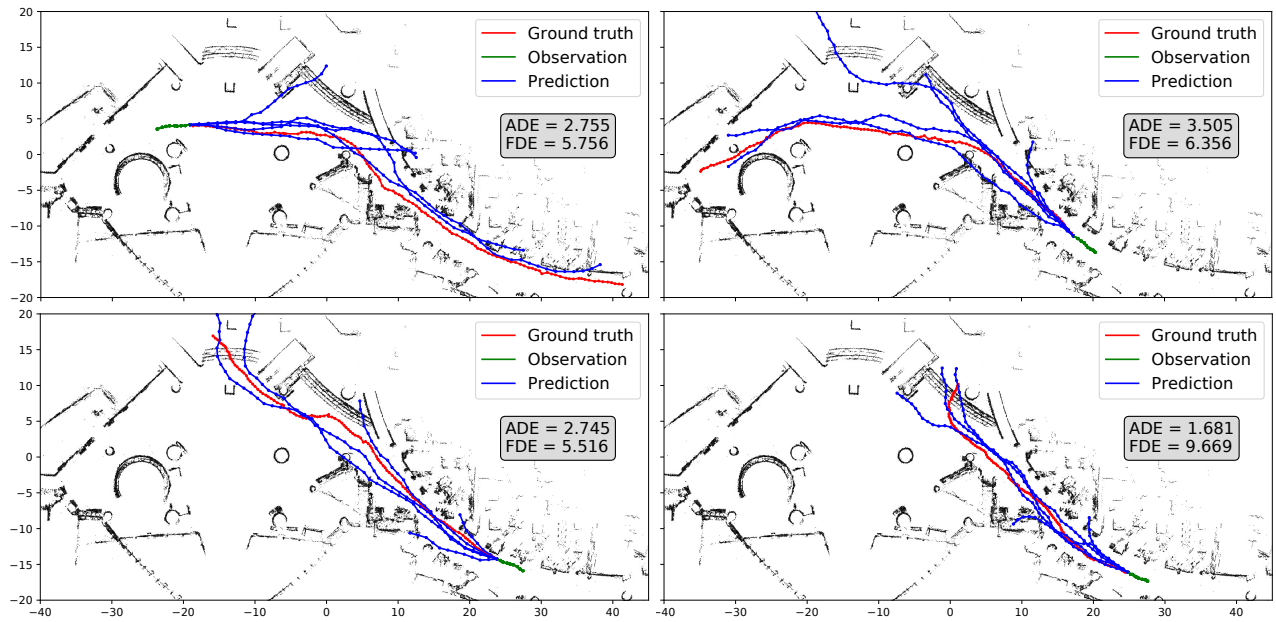 20
15
10
5
0
−5
−10
−15
−20
Ground truth
Observation
Prediction
ADE = 2.755
FDE = 5.756
Ground truth
Observation
Prediction
ADE = 3.505
FDE = 6.356
20
15
10
5
0
−5
−10
−15
−20
−40
−30
−20
−10
0
10
20
30
40
Ground truth
Observation
Prediction
ADE = 2.745
FDE = 5.516
−40
−30
−20
−10
0
10
20
30
40
Ground truth
Observation
Prediction
ADE = 1.681
FDE = 9.669